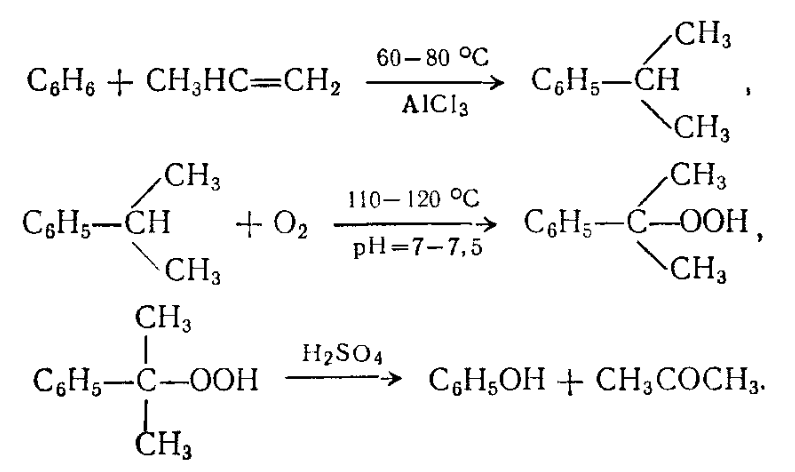 CH₃
60—80 °C
C₆H₆ + CH₃HC=CH₂ → C₆H₅—CH ,
AlCl₃
CH₃
CH₃ CH₃
110—120 °C
C₆H₅—CH + O₂ → C₆H₅—C—OOH,
pH=7—7,5
CH₃ CH₃
CH₃
H₂SO₄
C₆H₅—C—OOH → C₆H₅OH + CH₃COCH₃.
CH₃